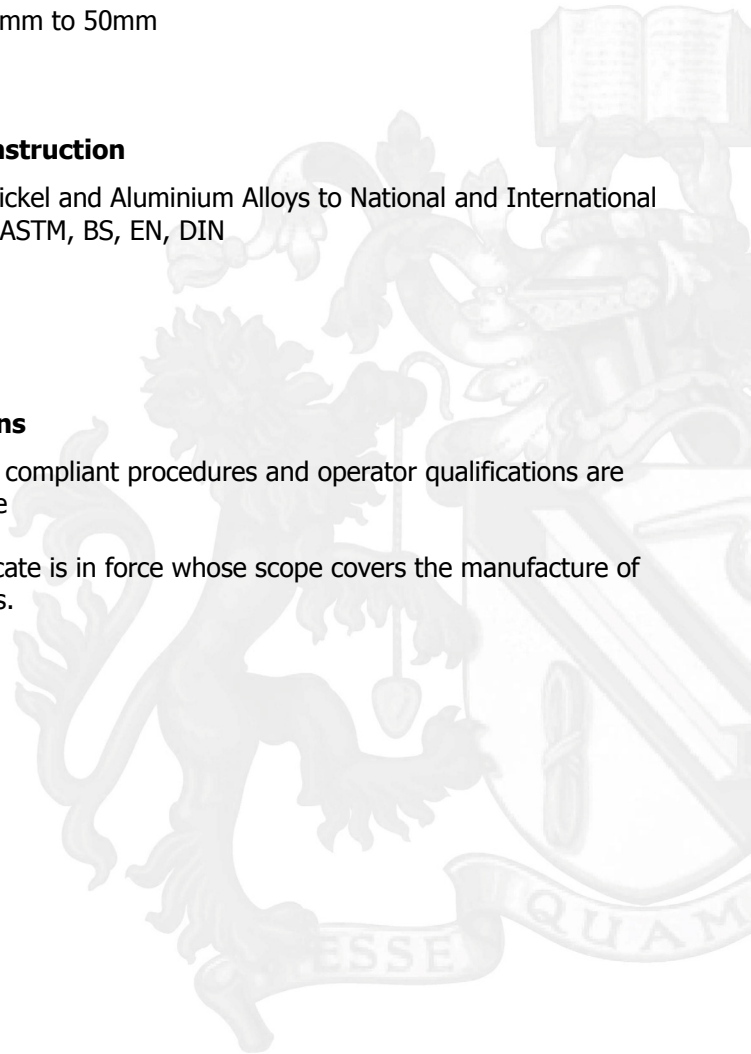 mm to 50mm
nstruction
ickel and Aluminium Alloys to National and International
ASTM, BS, EN, DIN
ns
compliant procedures and operator qualifications are
e
cate is in force whose scope covers the manufacture of
s.
ESSE QUAM